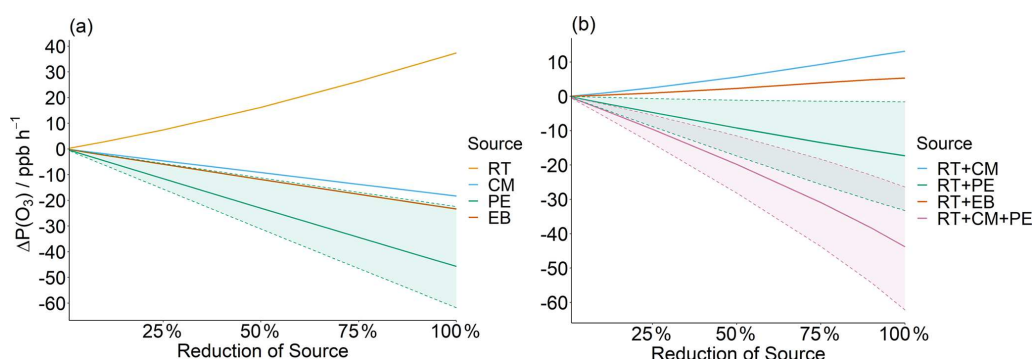 (a)
40
30
20
10
0
-10
-20
-30
-40
-50
-60
ΔP(O₃) / ppb h⁻¹
25 % 50 % 75 % 100 %
Reduction of Source
Source
RT
CM
PE
EB
(b)
10
0
-10
-20
-30
-40
-50
-60
25 % 50 % 75 % 100 %
Reduction of Source
Source
RT+CM
RT+PE
RT+EB
RT+CM+PE